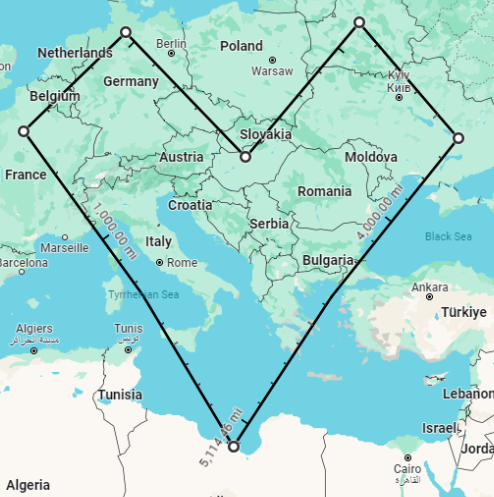 Netherlands
Berlin
Poland
Warsaw
Germany
Belgium
Kyiv
Київ
Slovakia
Austria
Moldova
France
Romania
Croatia
1,000.00 mi
4,000.00 mi
Serbia
Italy
Marseille
Rome
Bulgaria
Black Sea
Barcelona
Tyrrhenian Sea
Ankara
Türkiye
Algiers
مدينة الجزائر
Tunis
تونس
Tunisia
Lebanon
5,114
mi
Israel
Jorda
Cairo
القاهرة
Algeria